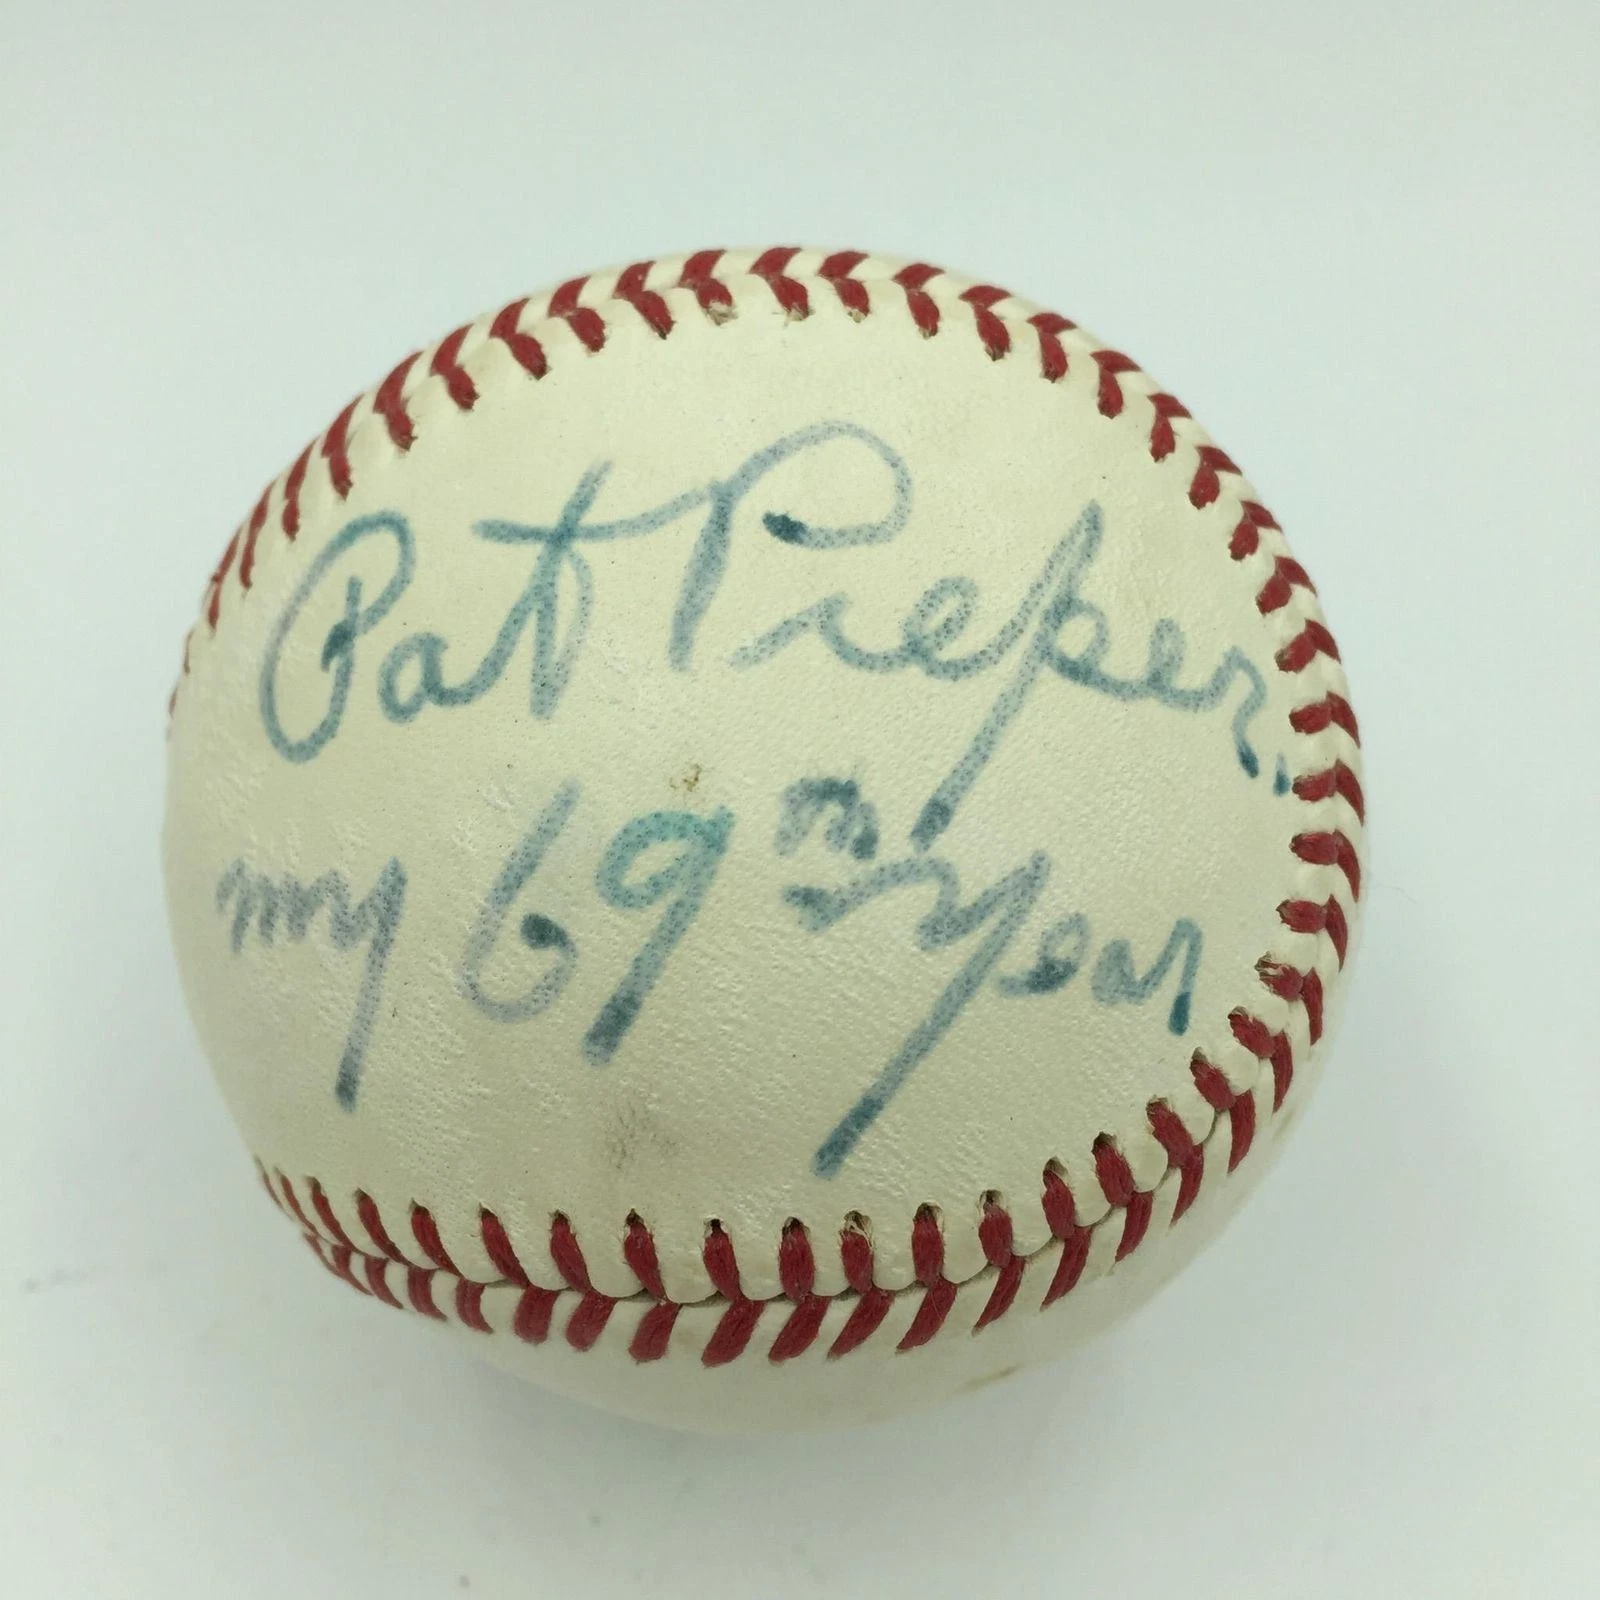 Pat Pieper,
my 69th Year